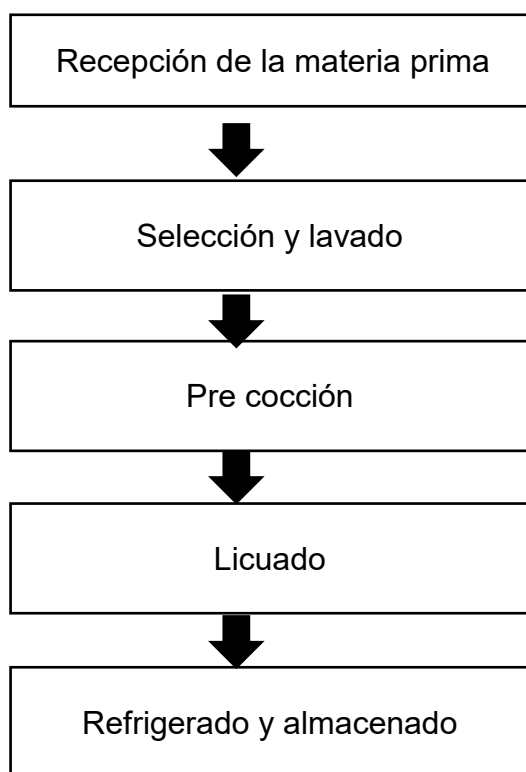 Recepción de la materia prima
Selección y lavado
Pre cocción
Licuado
Refrigerado y almacenado